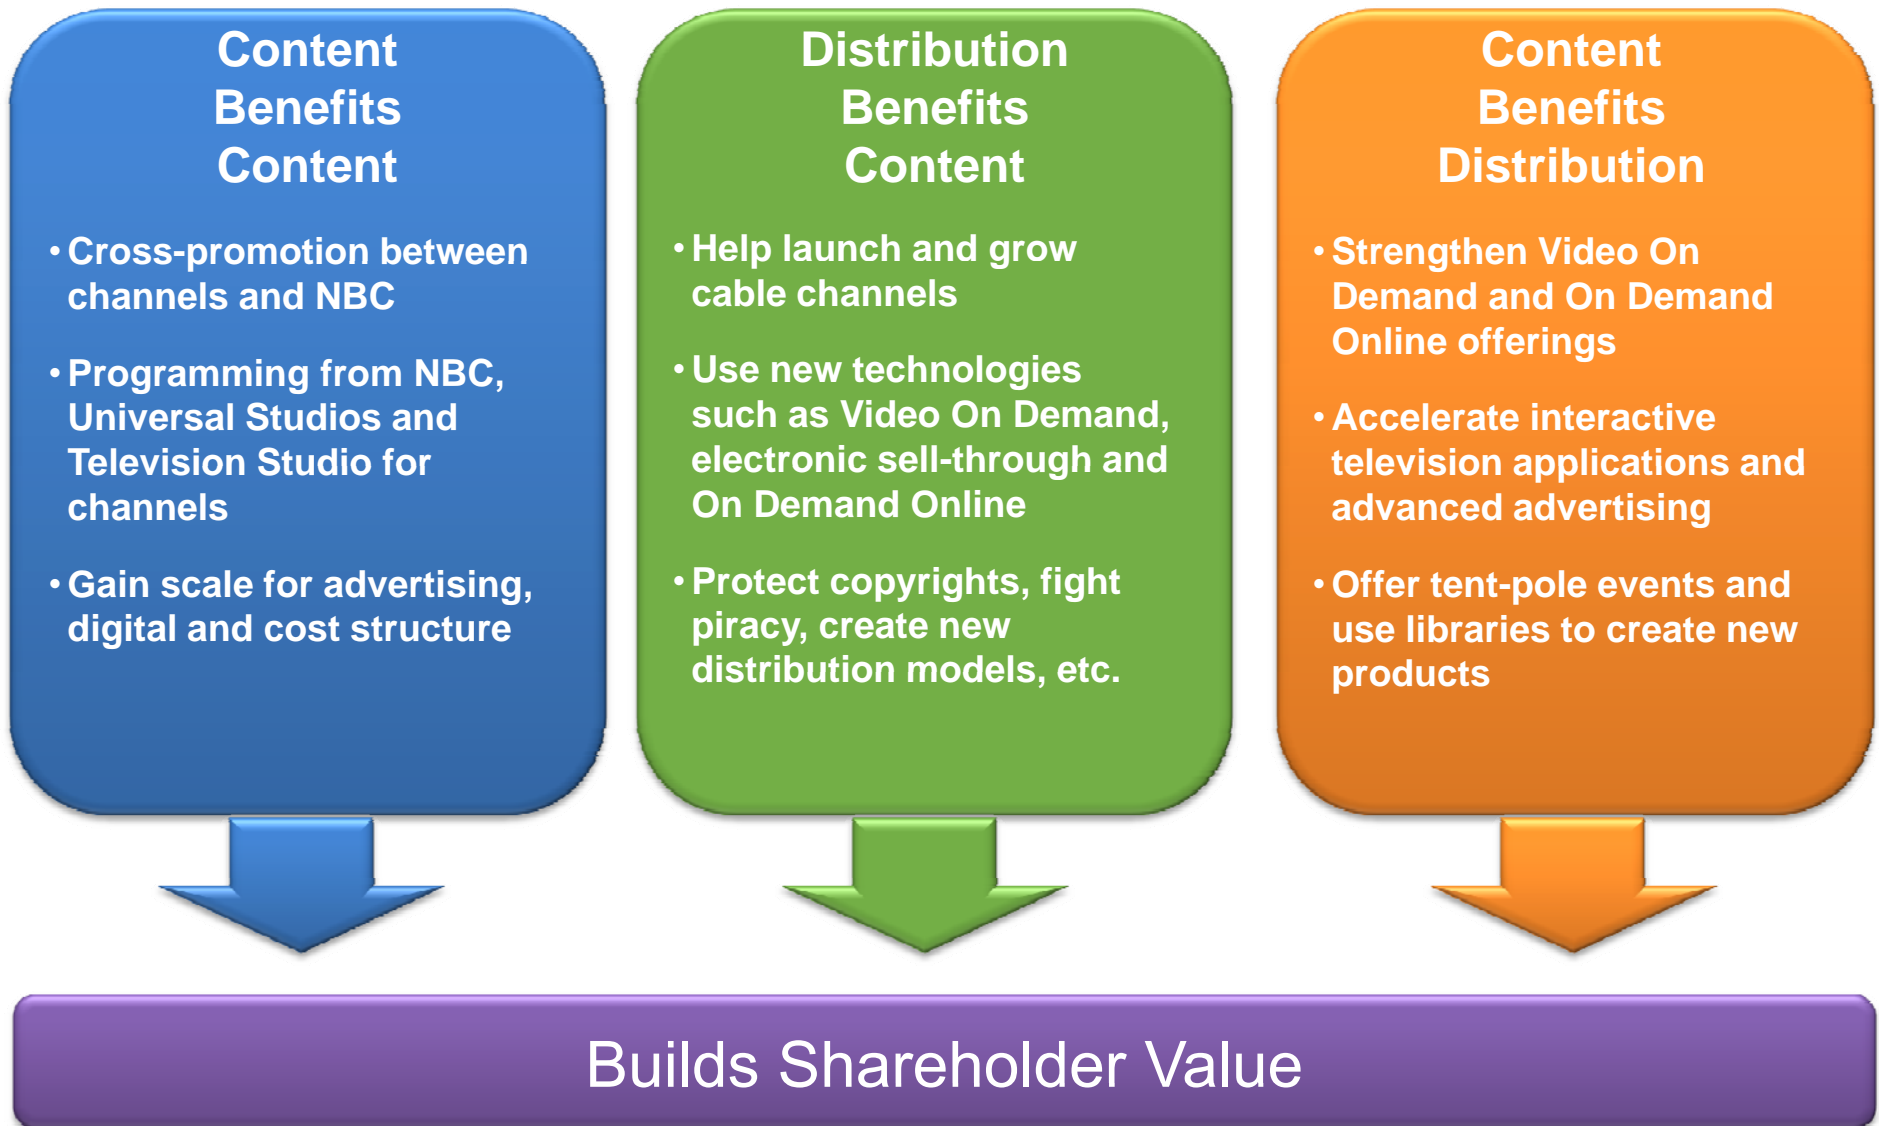 Content
Benefits
Content
• Cross-promotion between
channels and NBC
• Programming from NBC,
Universal Studios and
Television Studio for
channels
• Gain scale for advertising,
digital and cost structure
Distribution
Benefits
Content
• Help launch and grow
cable channels
• Use new technologies
such as Video On Demand,
electronic sell-through and
On Demand Online
• Protect copyrights, fight
piracy, create new
distribution models, etc.
Content
Benefits
Distribution
• Strengthen Video On
Demand and On Demand
Online offerings
• Accelerate interactive
television applications and
advanced advertising
• Offer tent-pole events and
use libraries to create new
products
Builds Shareholder Value